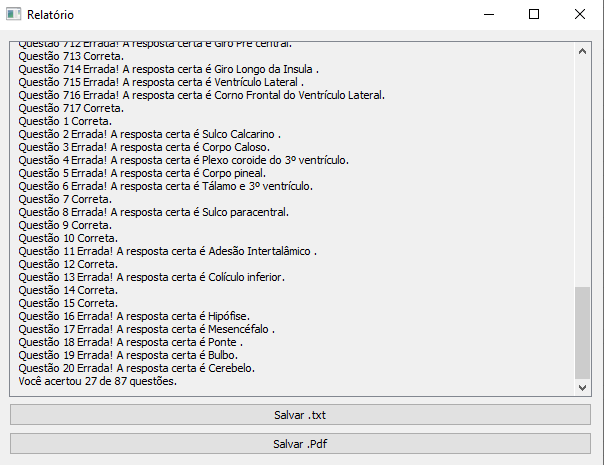 Relatório
Questão 712 Errada! A resposta certa é Giro Pré central.
Questão 713 Correta.
Questão 714 Errada! A resposta certa é Giro Longo da Insula .
Questão 715 Errada! A resposta certa é Ventrículo Lateral .
Questão 716 Errada! A resposta certa é Corno Frontal do Ventrículo Lateral.
Questão 717 Correta.
Questão 1 Correta.
Questão 2 Errada! A resposta certa é Sulco Calcarino .
Questão 3 Errada! A resposta certa é Corpo Caloso.
Questão 4 Errada! A resposta certa é Plexo coroide do 3º ventrículo.
Questão 5 Errada! A resposta certa é Corpo pineal.
Questão 6 Errada! A resposta certa é Tálamo e 3º ventrículo.
Questão 7 Correta.
Questão 8 Errada! A resposta certa é Sulco paracentral.
Questão 9 Correta.
Questão 10 Correta.
Questão 11 Errada! A resposta certa é Adesão Intertalâmico .
Questão 12 Correta.
Questão 13 Errada! A resposta certa é Colículo inferior.
Questão 14 Correta.
Questão 15 Correta.
Questão 16 Errada! A resposta certa é Hipófise.
Questão 17 Errada! A resposta certa é Mesencéfalo .
Questão 18 Errada! A resposta certa é Ponte .
Questão 19 Errada! A resposta certa é Bulbo.
Questão 20 Errada! A resposta certa é Cerebelo.
Você acertou 27 de 87 questões.
Salvar .txt
Salvar .Pdf